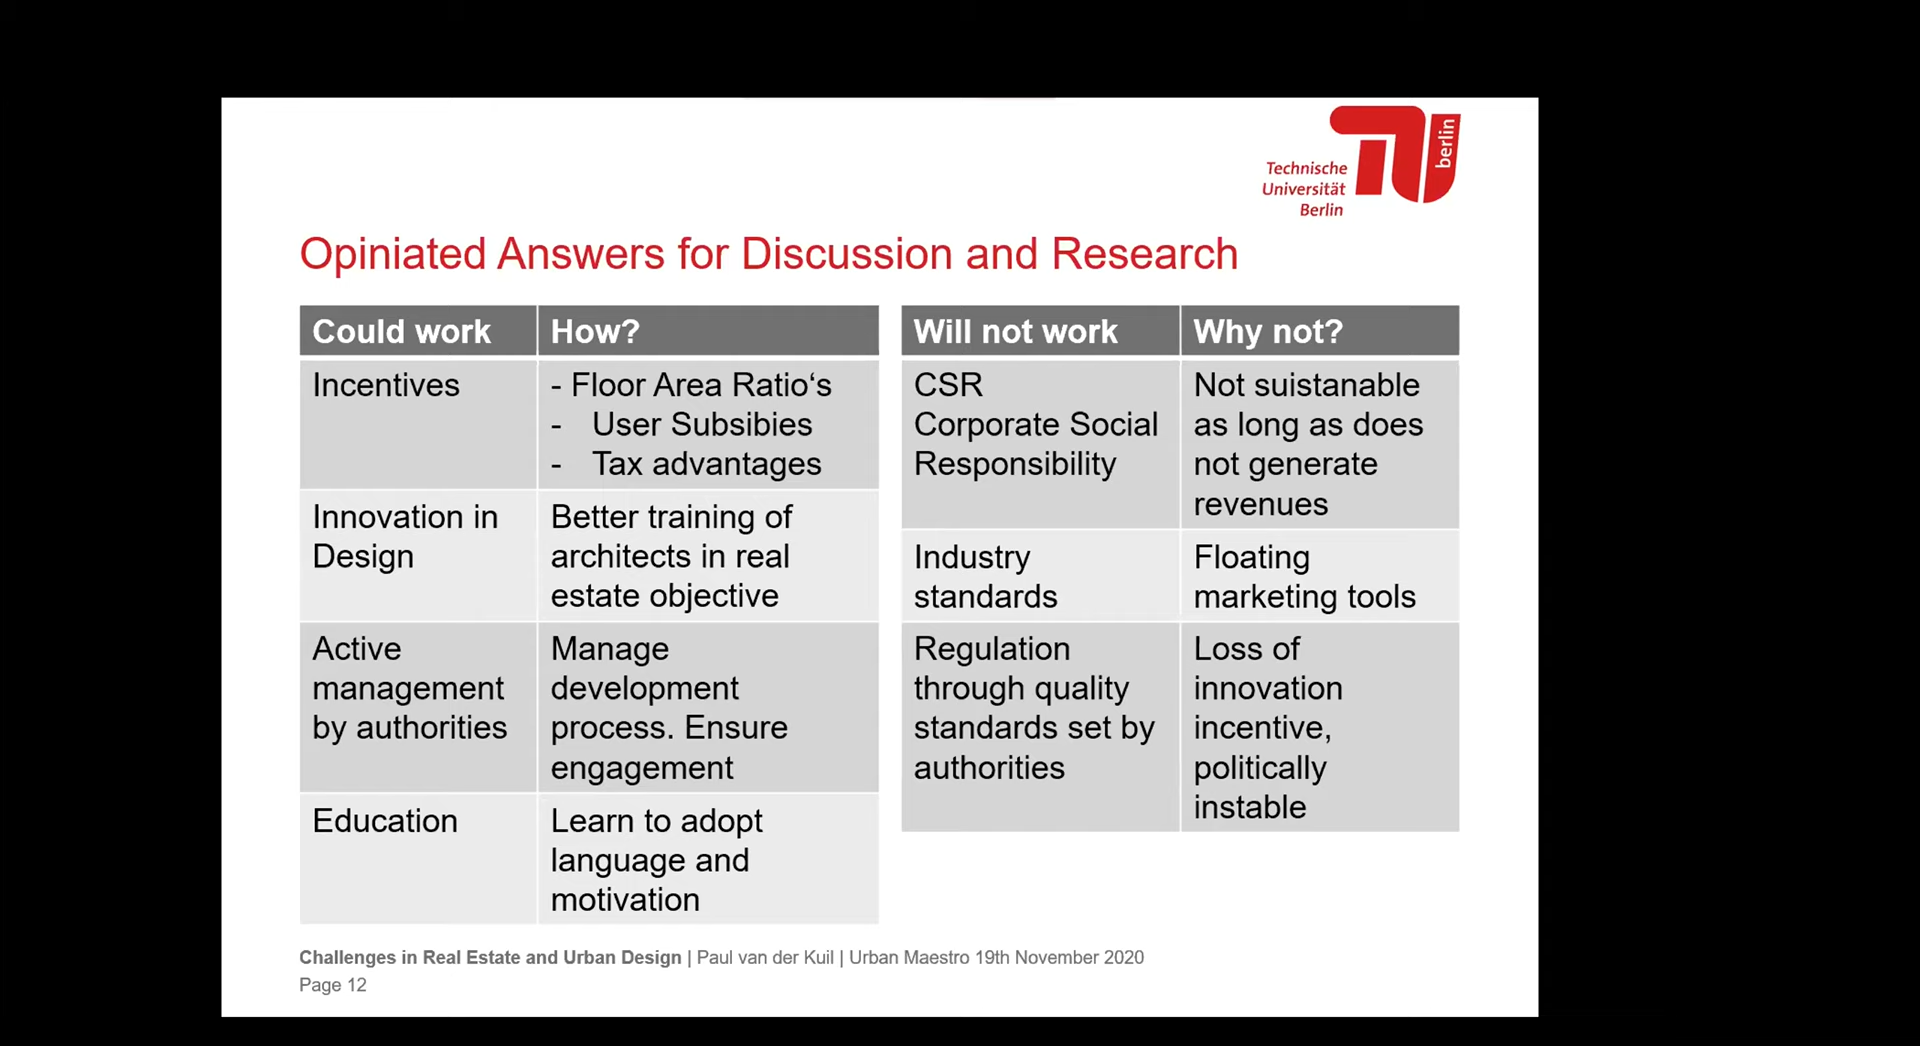 Technische
Universität
Berlin
berlin
Opiniated Answers for Discussion and Research
Could work
How?
Incentives
- Floor Area Ratio‘s
- User Subsibies
- Tax advantages
Innovation in
Design
Better training of
architects in real
estate objective
Active
management
by authorities
Manage
development
process. Ensure
engagement
Education
Learn to adopt
language and
motivation
Will not work
Why not?
CSR
Corporate Social
Responsibility
Not suistanable
as long as does
not generate
revenues
Industry
standards
Floating
marketing tools
Regulation
through quality
standards set by
authorities
Loss of
innovation
incentive,
politically
instable
Challenges in Real Estate and Urban Design | Paul van der Kuil | Urban Maestro 19th November 2020
Page 12